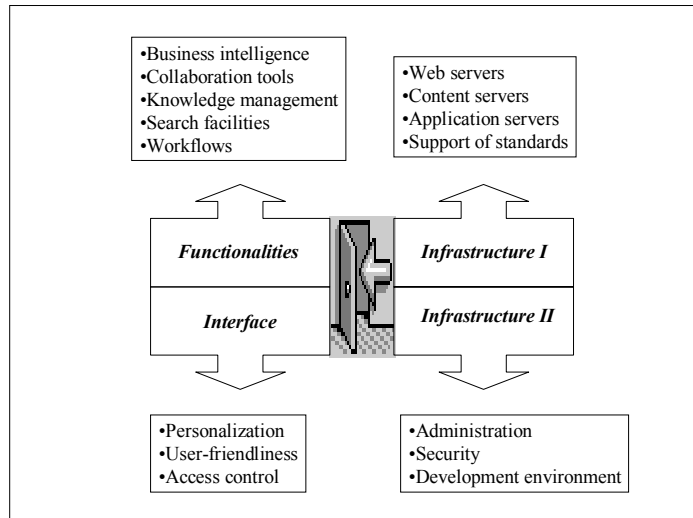 •Business intelligence
•Collaboration tools
•Knowledge management
•Search facilities
•Workflows
•Web servers
•Content servers
•Application servers
•Support of standards
Functionalities
Infrastructure I
Interface
Infrastructure II
•Personalization
•User-friendliness
•Access control
•Administration
•Security
•Development environment